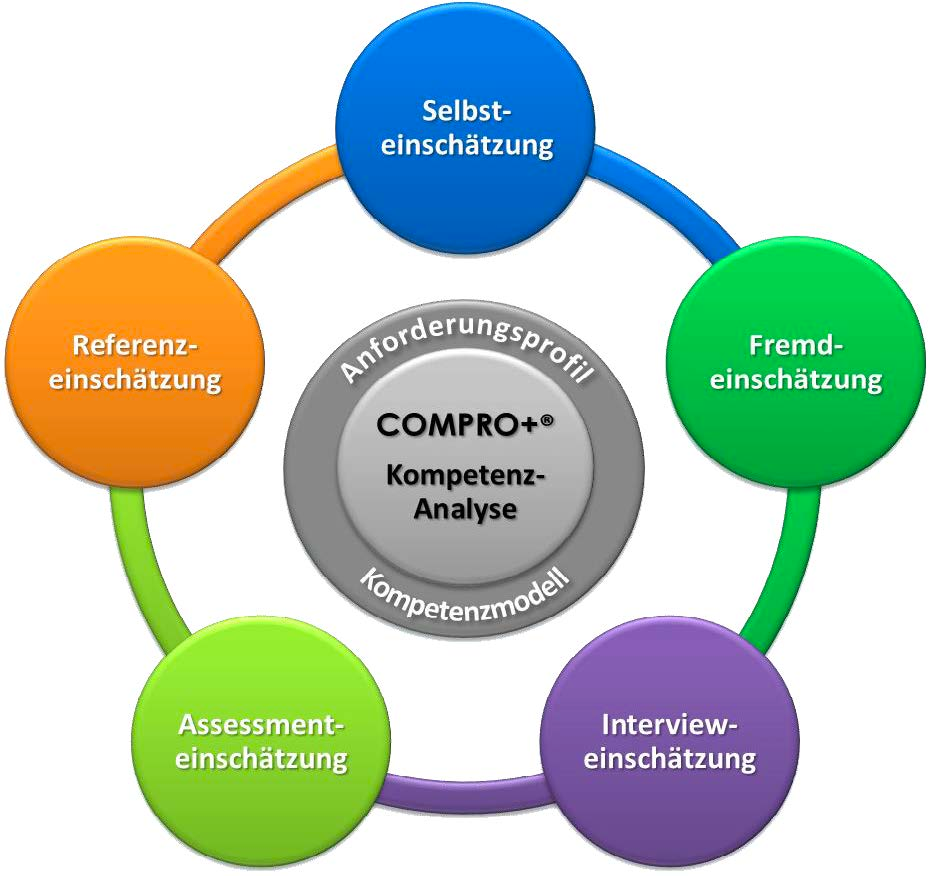 Selbst-
einschätzung
Referenz-
einschätzung
Fremd-
einschätzung
Anforderungsprofil
COMPRO+®
Kompetenz-
Analyse
Kompetenzmodell
Assessment-
einschätzung
Interview-
einschätzung